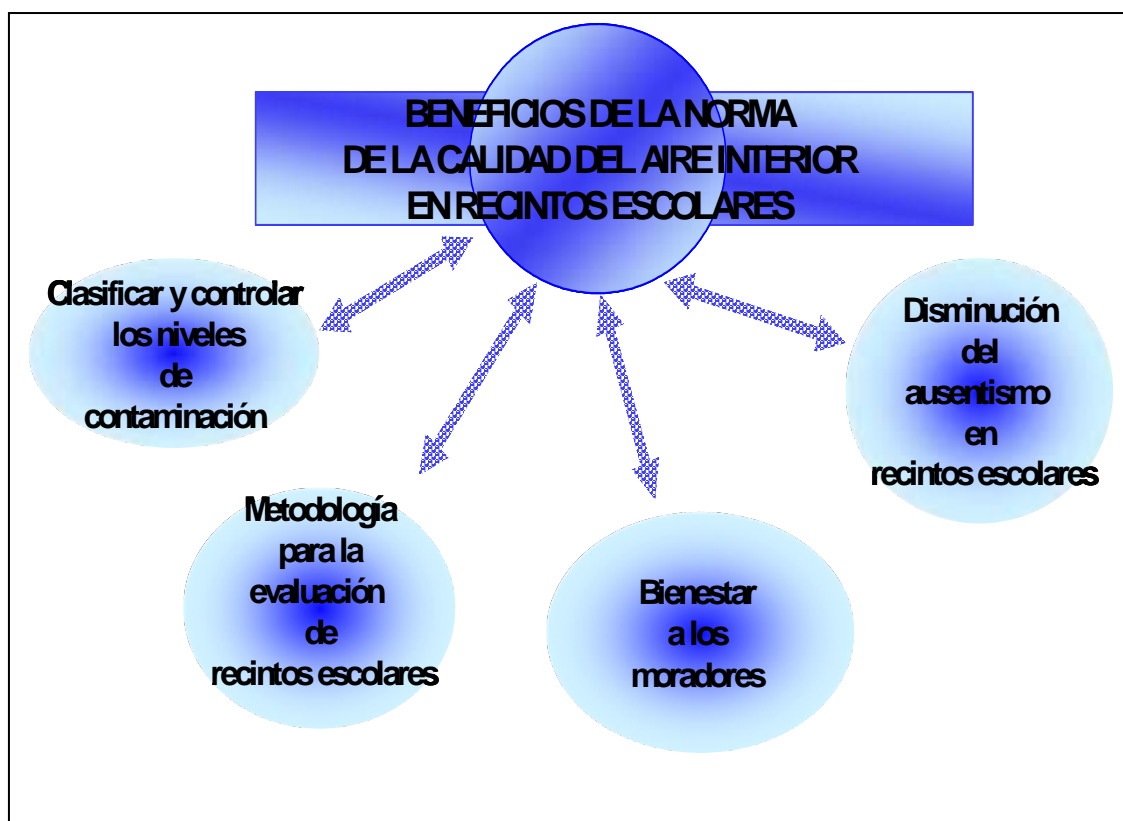 BENEFICIOS DE LA NORMA
DE LA CALIDAD DEL AIRE INTERIOR
EN RECINTOS ESCOLARES
Clasificar y controlar
los niveles
de
contaminación
Metodología
para la
evaluación
de
recintos escolares
Bienestar
a los
moradores
Disminución
del
ausentismo
en
recintos escolares